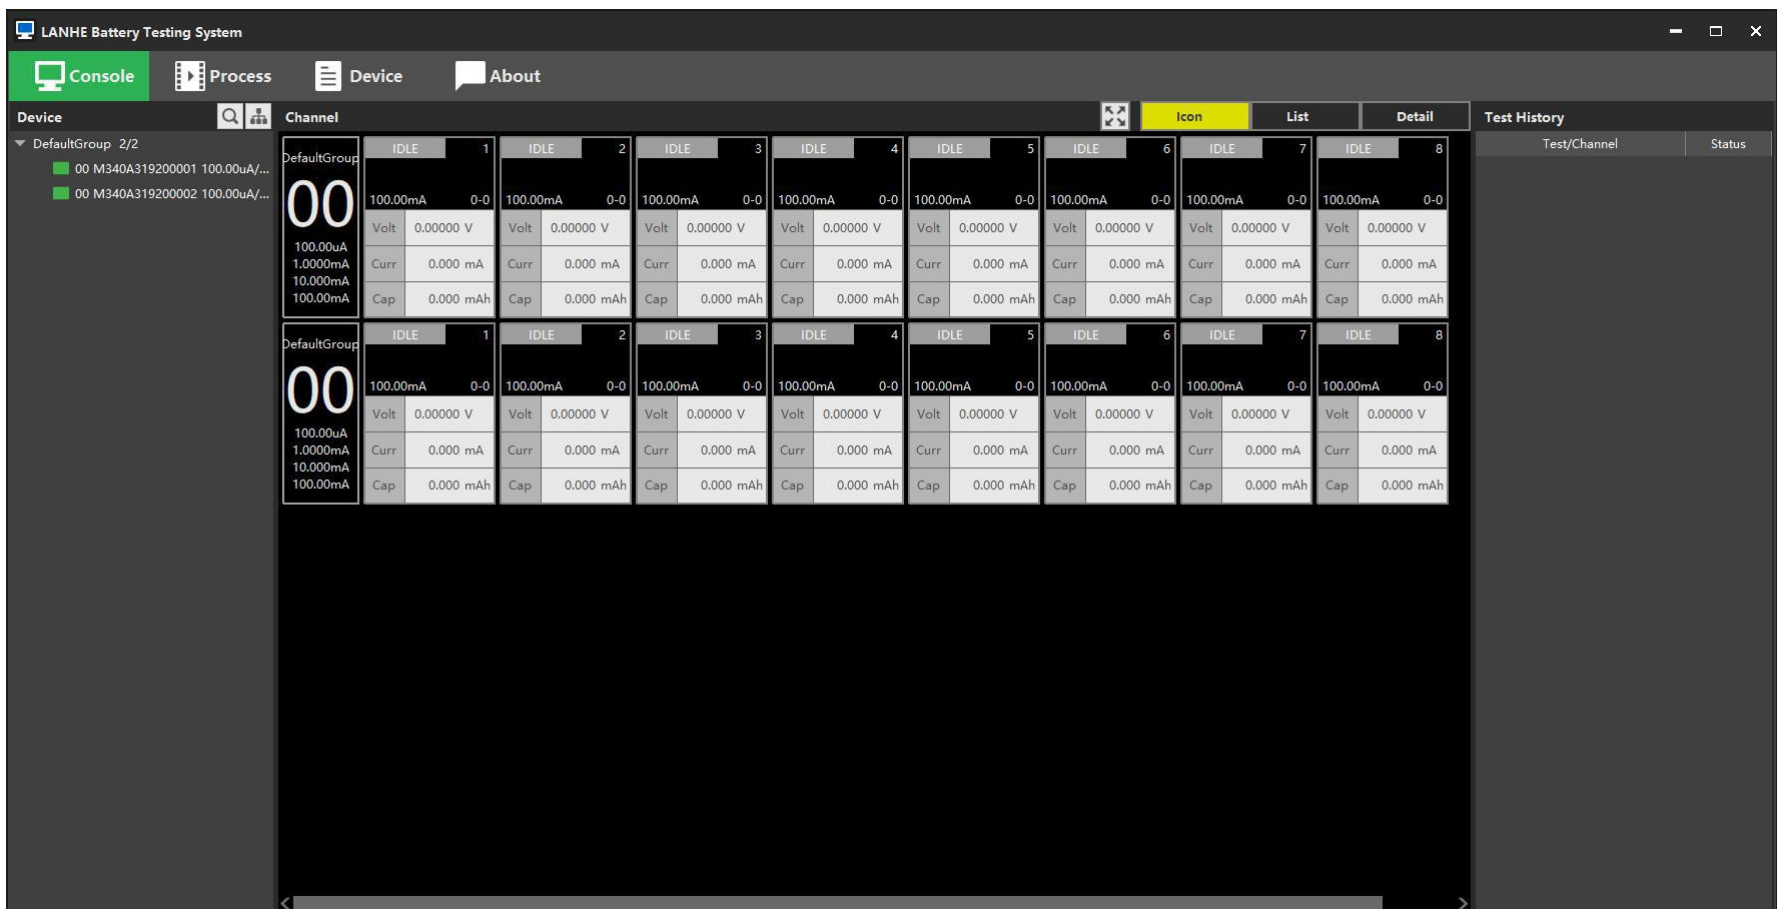 LANHE Battery Testing System
Console Process Device About
Device Channel Icon List Detail Test History
DefaultGroup 2/2
00 M340A319200001 100.00uA/...
00 M340A319200002 100.00uA/...
Test/Channel Status
DefaultGroup
00
100.00uA
1.0000mA
10.000mA
100.00mA
IDLE 1 IDLE 2 IDLE 3 IDLE 4 IDLE 5 IDLE 6 IDLE 7 IDLE 8
100.00mA 0-0 100.00mA 0-0 100.00mA 0-0 100.00mA 0-0 100.00mA 0-0 100.00mA 0-0 100.00mA 0-0 100.00mA 0-0
Volt 0.00000 V Volt 0.00000 V Volt 0.00000 V Volt 0.00000 V Volt 0.00000 V Volt 0.00000 V Volt 0.00000 V Volt 0.00000 V
Curr 0.000 mA Curr 0.000 mA Curr 0.000 mA Curr 0.000 mA Curr 0.000 mA Curr 0.000 mA Curr 0.000 mA Curr 0.000 mA
Cap 0.000 mAh Cap 0.000 mAh Cap 0.000 mAh Cap 0.000 mAh Cap 0.000 mAh Cap 0.000 mAh Cap 0.000 mAh Cap 0.000 mAh
DefaultGroup
00
100.00uA
1.0000mA
10.000mA
100.00mA
IDLE 1 IDLE 2 IDLE 3 IDLE 4 IDLE 5 IDLE 6 IDLE 7 IDLE 8
100.00mA 0-0 100.00mA 0-0 100.00mA 0-0 100.00mA 0-0 100.00mA 0-0 100.00mA 0-0 100.00mA 0-0 100.00mA 0-0
Volt 0.00000 V Volt 0.00000 V Volt 0.00000 V Volt 0.00000 V Volt 0.00000 V Volt 0.00000 V Volt 0.00000 V Volt 0.00000 V
Curr 0.000 mA Curr 0.000 mA Curr 0.000 mA Curr 0.000 mA Curr 0.000 mA Curr 0.000 mA Curr 0.000 mA Curr 0.000 mA
Cap 0.000 mAh Cap 0.000 mAh Cap 0.000 mAh Cap 0.000 mAh Cap 0.000 mAh Cap 0.000 mAh Cap 0.000 mAh Cap 0.000 mAh